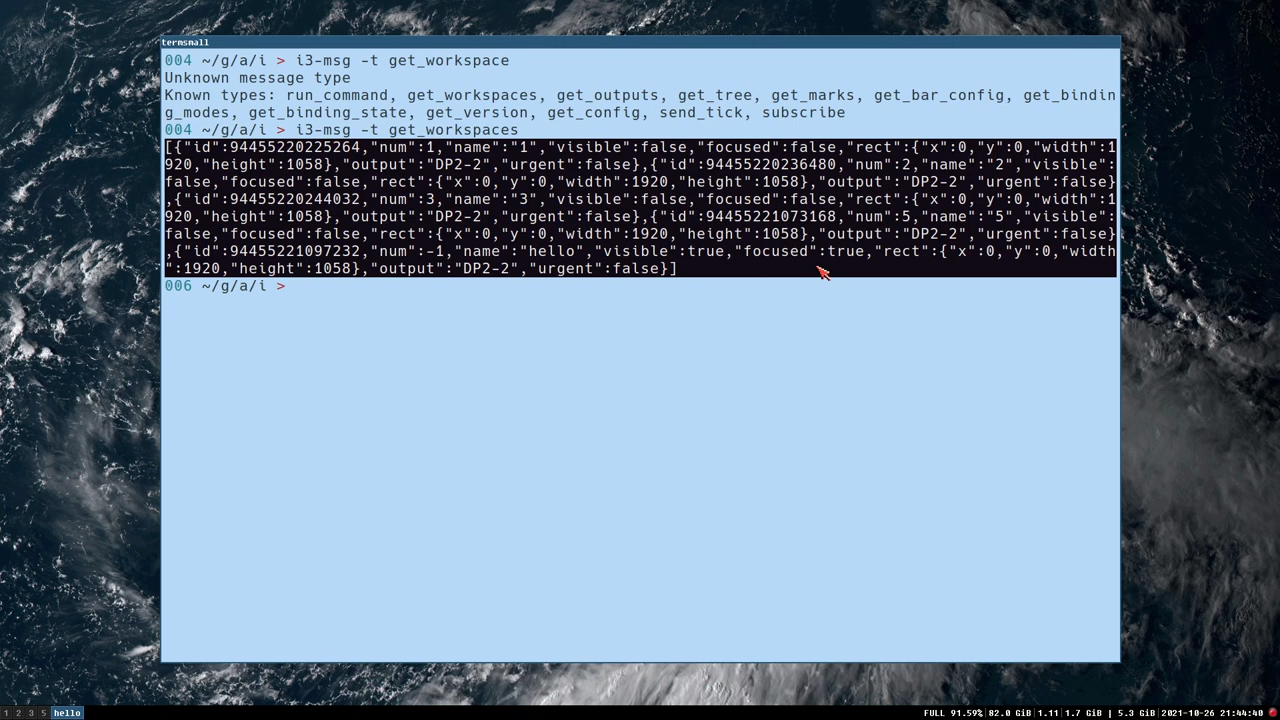 termsmall
004 ~/g/a/i > i3-msg -t get_workspace
Unknown message type
Known types: run_command, get_workspaces, get_outputs, get_tree, get_marks, get_bar_config, get_bindin
g_modes, get_binding_state, get_version, get_config, send_tick, subscribe
004 ~/g/a/i > i3-msg -t get_workspaces
[{"id":94455220225264,"num":1,"name":"1","visible":false,"focused":false,"rect":{"x":0,"y":0,"width":1
920,"height":1058},"output":"DP2-2","urgent":false},{"id":94455220236480,"num":2,"name":"2","visible":
false,"focused":false,"rect":{"x":0,"y":0,"width":1920,"height":1058},"output":"DP2-2","urgent":false}
,{"id":94455220244032,"num":3,"name":"3","visible":false,"focused":false,"rect":{"x":0,"y":0,"width":1
920,"height":1058},"output":"DP2-2","urgent":false},{"id":94455221073168,"num":5,"name":"5","visible":
false,"focused":false,"rect":{"x":0,"y":0,"width":1920,"height":1058},"output":"DP2-2","urgent":false}
,{"id":94455221097232,"num":-1,"name":"hello","visible":true,"focused":true,"rect":{"x":0,"y":0,"width
":1920,"height":1058},"output":"DP2-2","urgent":false}]
006 ~/g/a/i >
1 2 3 5 hello FULL 91.59% 82.0 GiB 1.11 1.7 GiB | 5.3 GiB 2021-10-26 21:44:40